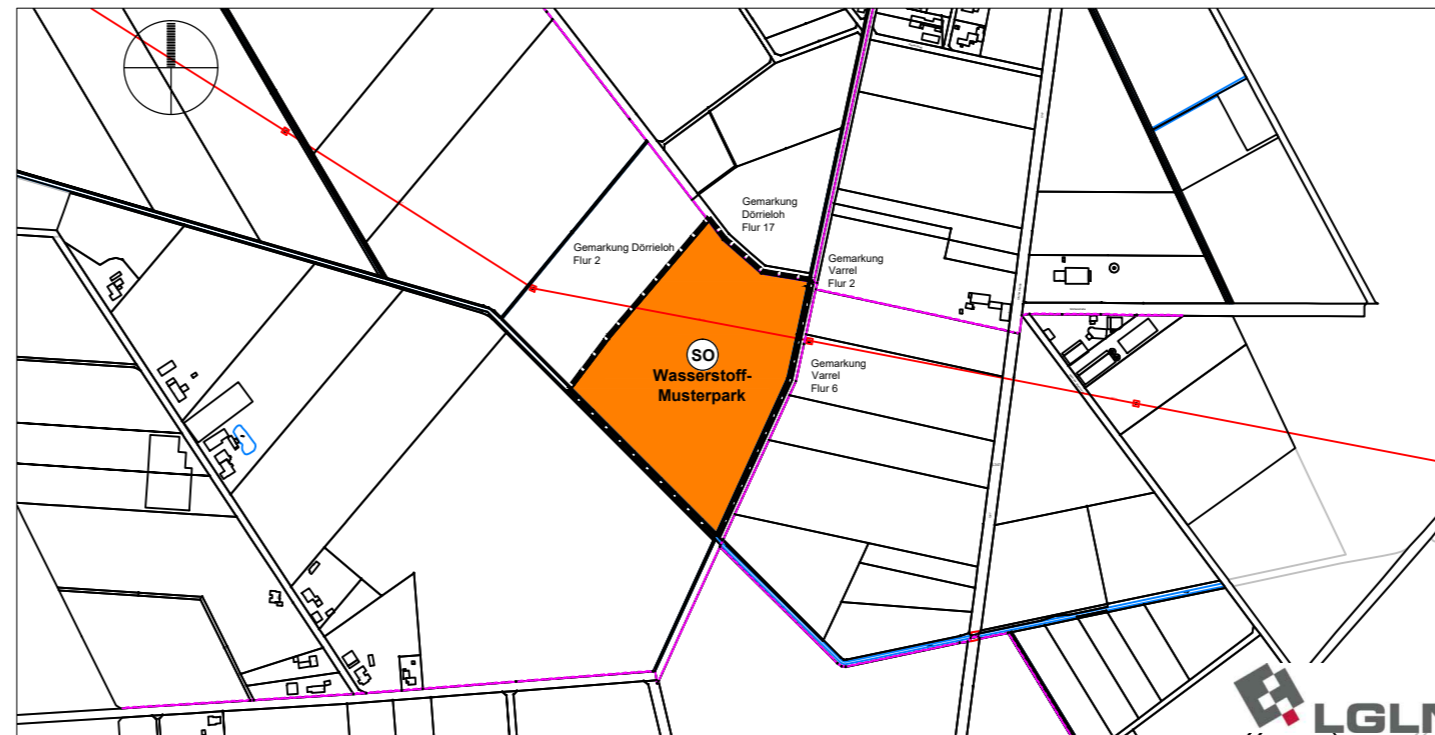 Gemarkung
Dörrieloh
Flur 17
Gemarkung Dörrieloh
Flur 2
Gemarkung
Varrel
Flur 2
SO
Wasserstoff-
Musterpark
Gemarkung
Varrel
Flur 6
LGLN